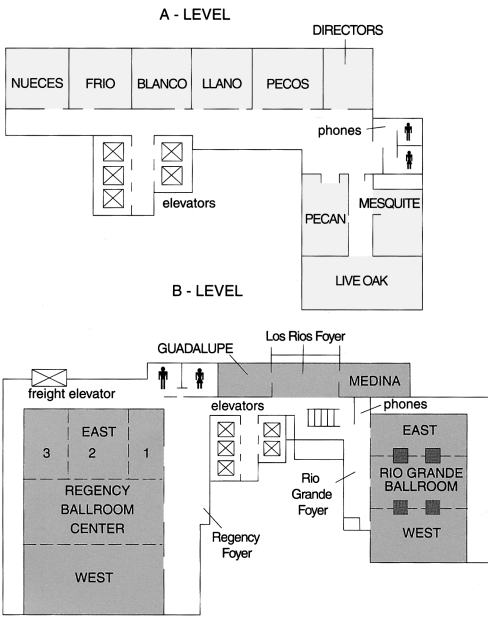 A - LEVEL
DIRECTORS
NUECES
FRIO
BLANCO
LLANO
PECOS
phones
elevators
PECAN
MESQUITE
LIVE OAK
B - LEVEL
Los Rios Foyer
GUADALUPE
MEDINA
freight elevator
elevators
phones
EAST
3 2 1
REGENCY
BALLROOM
CENTER
WEST
Regency
Foyer
Rio
Grande
Foyer
EAST
RIO GRANDE
BALLROOM
WEST